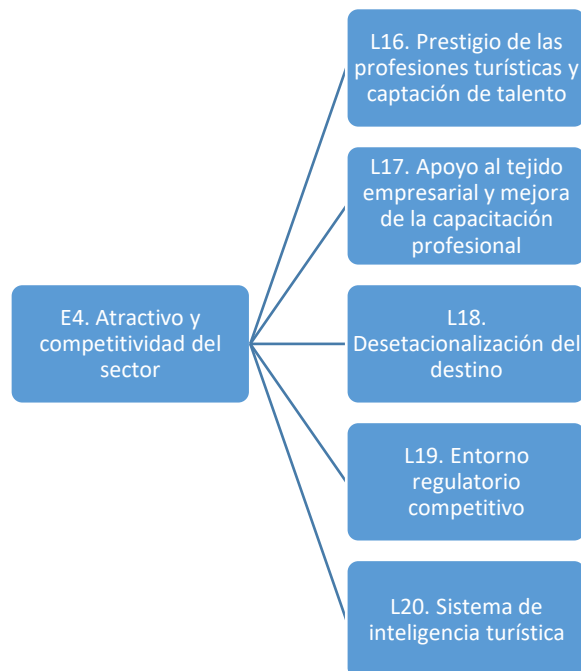 L16. Prestigio de las
profesiones turísticas y
captación de talento
L17. Apoyo al tejido
empresarial y mejora
de la capacitación
profesional
E4. Atractivo y
competitividad del
sector
L18.
Desetacionalización del
destino
L19. Entorno
regulatorio
competitivo
L20. Sistema de
inteligencia turística